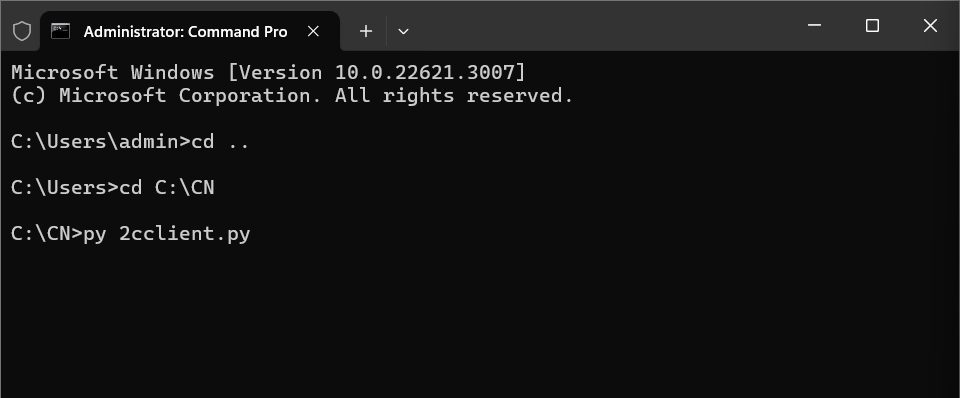 Administrator: Command Pro
Microsoft Windows [Version 10.0.22621.3007]
(c) Microsoft Corporation. All rights reserved.
C:\Users\admin>cd ..
C:\Users>cd C:\CN
C:\CN>py 2cclient.py